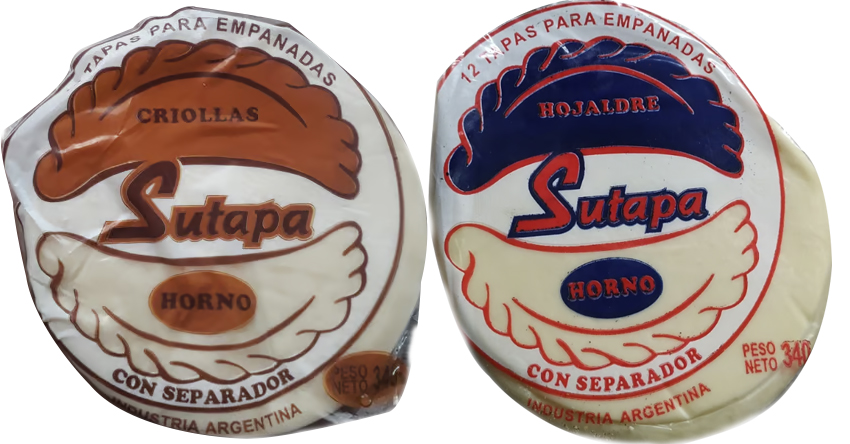 TAPAS PARA EMPANADAS
CRIOLLAS
Sutapa
HORNO
CON SEPARADOR
PESO
NETO 340
INDUSTRIA ARGENTINA
12 TAPAS PARA EMPANADAS
HOJALDRE
Sutapa
HORNO
CON SEPARADOR
PESO
NETO 340
INDUSTRIA ARGENTINA